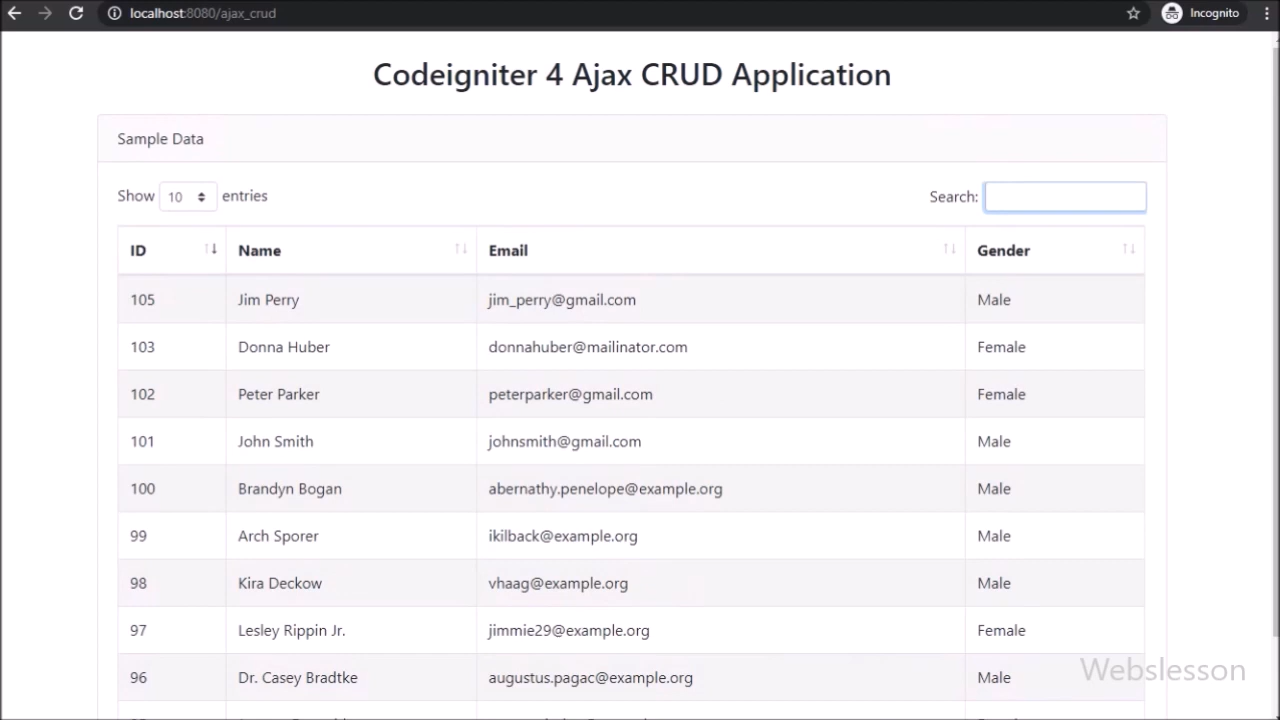 localhost:8080/ajax_crud Incognito
Codeigniter 4 Ajax CRUD Application
Sample Data
Show 10 entries Search:
ID Name Email Gender
105 Jim Perry jim_perry@gmail.com Male
103 Donna Huber donnahuber@mailinator.com Female
102 Peter Parker peterparker@gmail.com Female
101 John Smith johnsmith@gmail.com Male
100 Brandyn Bogan abernathy.penelope@example.org Male
99 Arch Sporer ikilback@example.org Male
98 Kira Deckow vhaag@example.org Male
97 Lesley Rippin Jr. jimmie29@example.org Female
96 Dr. Casey Bradtke augustus.pagac@example.org Male
Webslesson